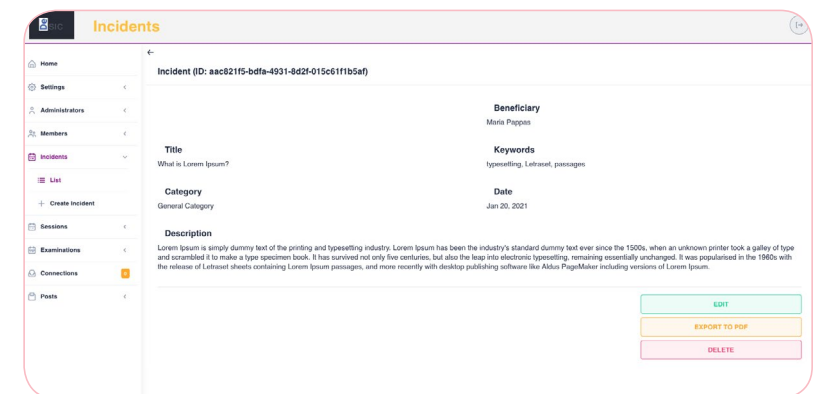 Incidents
Home
Settings
Administrators
Members
Incidents
List
Create Incident
Sessions
Examinations
Connections
Posts
Incident (ID: aac821f5-bdfa-4931-8d2f-015c61f1b5af)
Beneficiary
Maria Pappas
Title
Keywords
What is Lorem Ipsum?
typesetting, Letraset, passages
Category
Date
General Category
Jan 20, 2021
Description
Lorem Ipsum is simply dummy text of the printing and typesetting industry. Lorem Ipsum has been the industry's standard dummy text ever since the 1500s, when an unknown printer took a galley of type
and scrambled it to make a type specimen book. It has survived not only five centuries, but also the leap into electronic typesetting, remaining essentially unchanged. It was popularised in the 1960s with
the release of Letraset sheets containing Lorem Ipsum passages, and more recently with desktop publishing software like Aldus PageMaker including versions of Lorem Ipsum.
EDIT
EXPORT TO PDF
DELETE